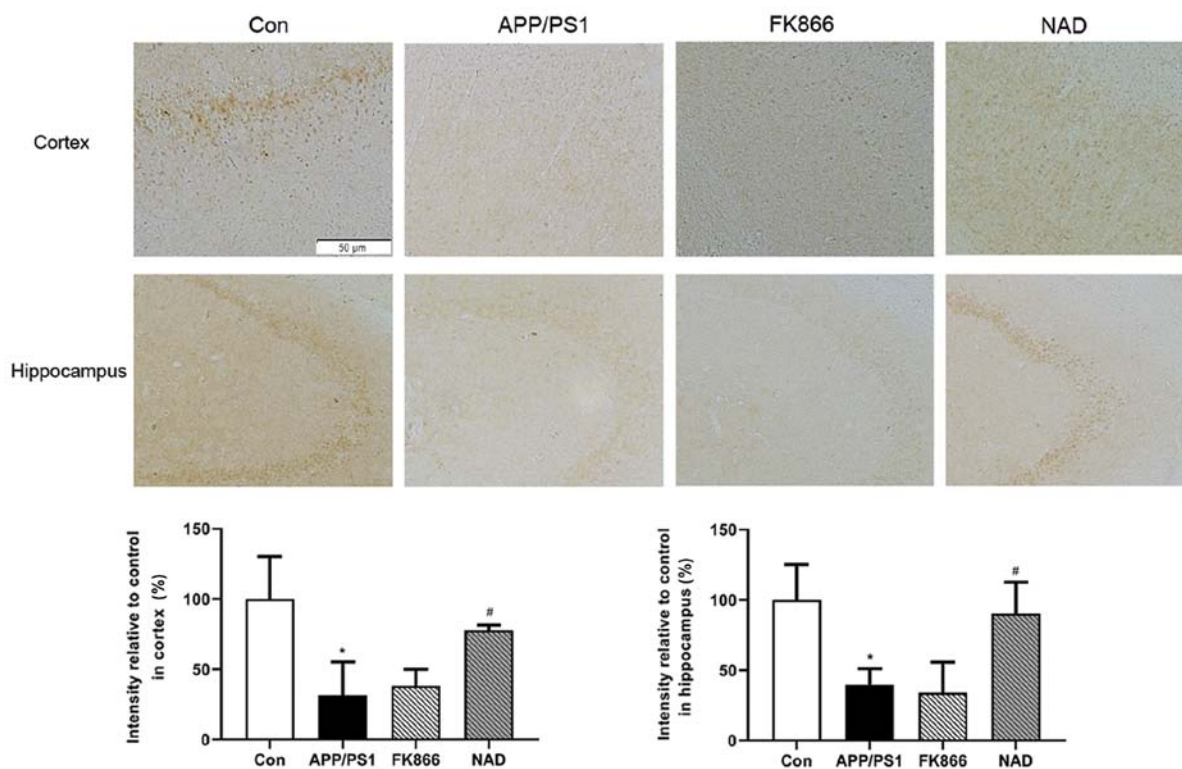 Con APP/PS1 FK866 NAD
Cortex
50 µm
Hippocampus
Intensity relative to control
in cortex (%)
150
100
50
0
*
#
Con APP/PS1 FK866 NAD
Intensity relative to control
in hippocampus (%)
150
100
50
0
*
#
Con APP/PS1 FK866 NAD